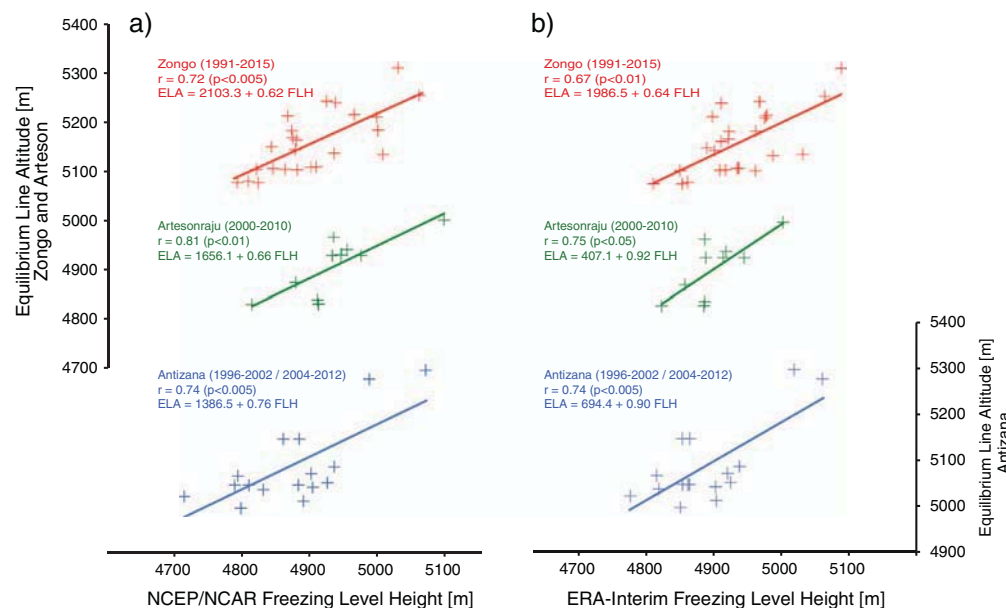 a)
b)
5400
5300
5200
5100
5000
4900
4800
4700
Equilibrium Line Altitude [m]
Zongo and Arteson
5400
5300
5200
5100
5000
4900
Equilibrium Line Altitude [m]
Antizana
Zongo (1991-2015)
r = 0.72 (p<0.005)
ELA = 2103.3 + 0.62 FLH
Artesonraju (2000-2010)
r = 0.81 (p<0.01)
ELA = 1656.1 + 0.66 FLH
Antizana (1996-2002 / 2004-2012)
r = 0.74 (p<0.005)
ELA = 1386.5 + 0.76 FLH
Zongo (1991-2015)
r = 0.67 (p<0.01)
ELA = 1986.5 + 0.64 FLH
Artesonraju (2000-2010)
r = 0.75 (p<0.05)
ELA = 407.1 + 0.92 FLH
Antizana (1996-2002 / 2004-2012)
r = 0.74 (p<0.005)
ELA = 694.4 + 0.90 FLH
4700 4800 4900 5000 5100
NCEP/NCAR Freezing Level Height [m]
4700 4800 4900 5000 5100
ERA-Interim Freezing Level Height [m]